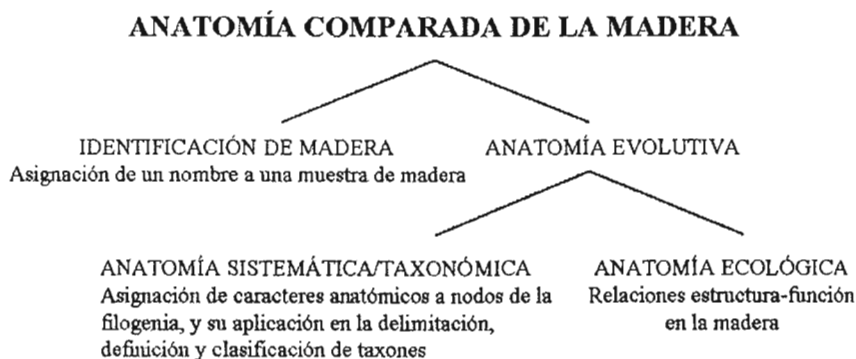 ANATOMÍA COMPARADA DE LA MADERA
IDENTIFICACIÓN DE MADERA
Asignación de un nombre a una muestra de madera
ANATOMÍA EVOLUTIVA
ANATOMÍA SISTEMÁTICA/TAXONÓMICA
Asignación de caracteres anatómicos a nodos de la
filogenia, y su aplicación en la delimitación,
definición y clasificación de taxones
ANATOMÍA ECOLÓGICA
Relaciones estructura-función
en la madera